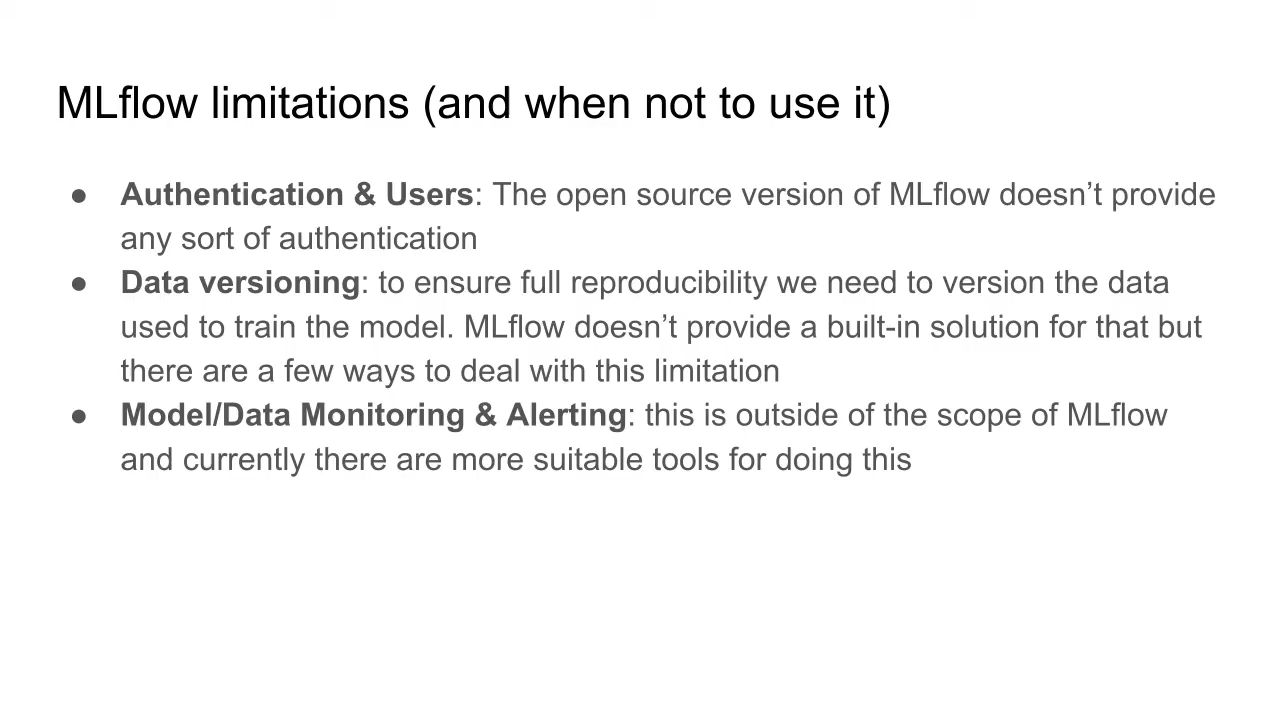 MLflow limitations (and when not to use it)
● Authentication & Users: The open source version of MLflow doesn’t provide
any sort of authentication
● Data versioning: to ensure full reproducibility we need to version the data
used to train the model. MLflow doesn’t provide a built-in solution for that but
there are a few ways to deal with this limitation
● Model/Data Monitoring & Alerting: this is outside of the scope of MLflow
and currently there are more suitable tools for doing this